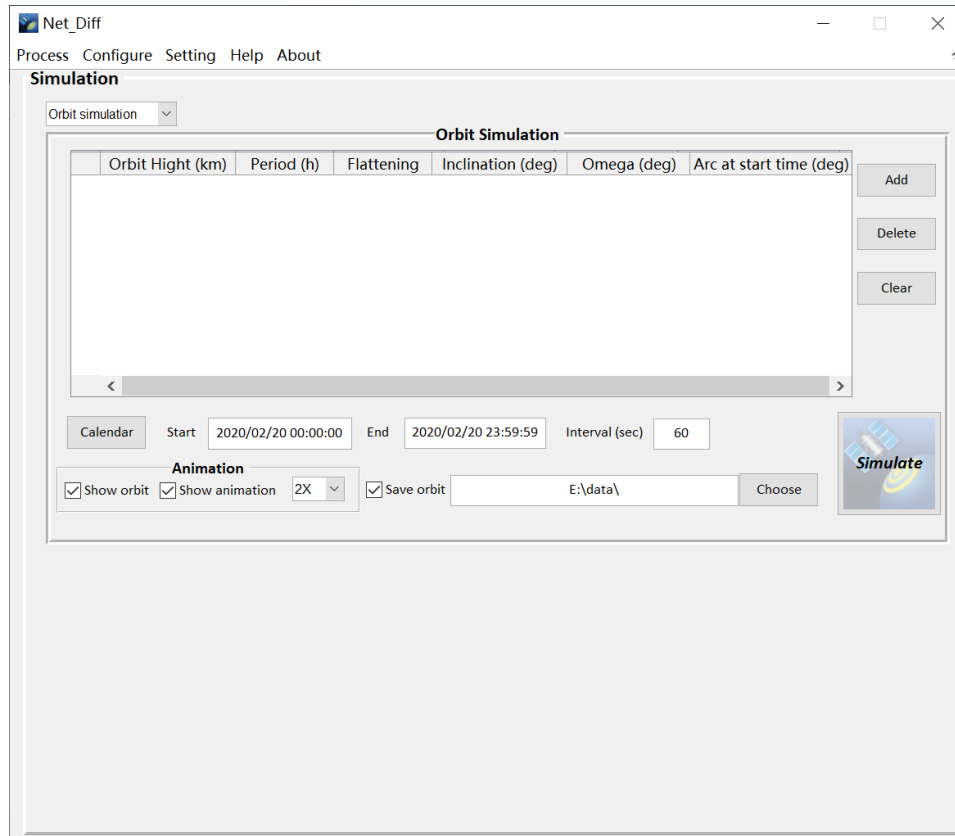 Net_Diff
Process Configure Setting Help About
Simulation
Orbit simulation
Orbit Simulation
Orbit Hight (km) Period (h) Flattening Inclination (deg) Omega (deg) Arc at start time (deg)
Add
Delete
Clear
Calendar Start 2020/02/20 00:00:00 End 2020/02/20 23:59:59 Interval (sec) 60
Simulate
Animation
Show orbit Show animation 2X Save orbit E:\data\ Choose